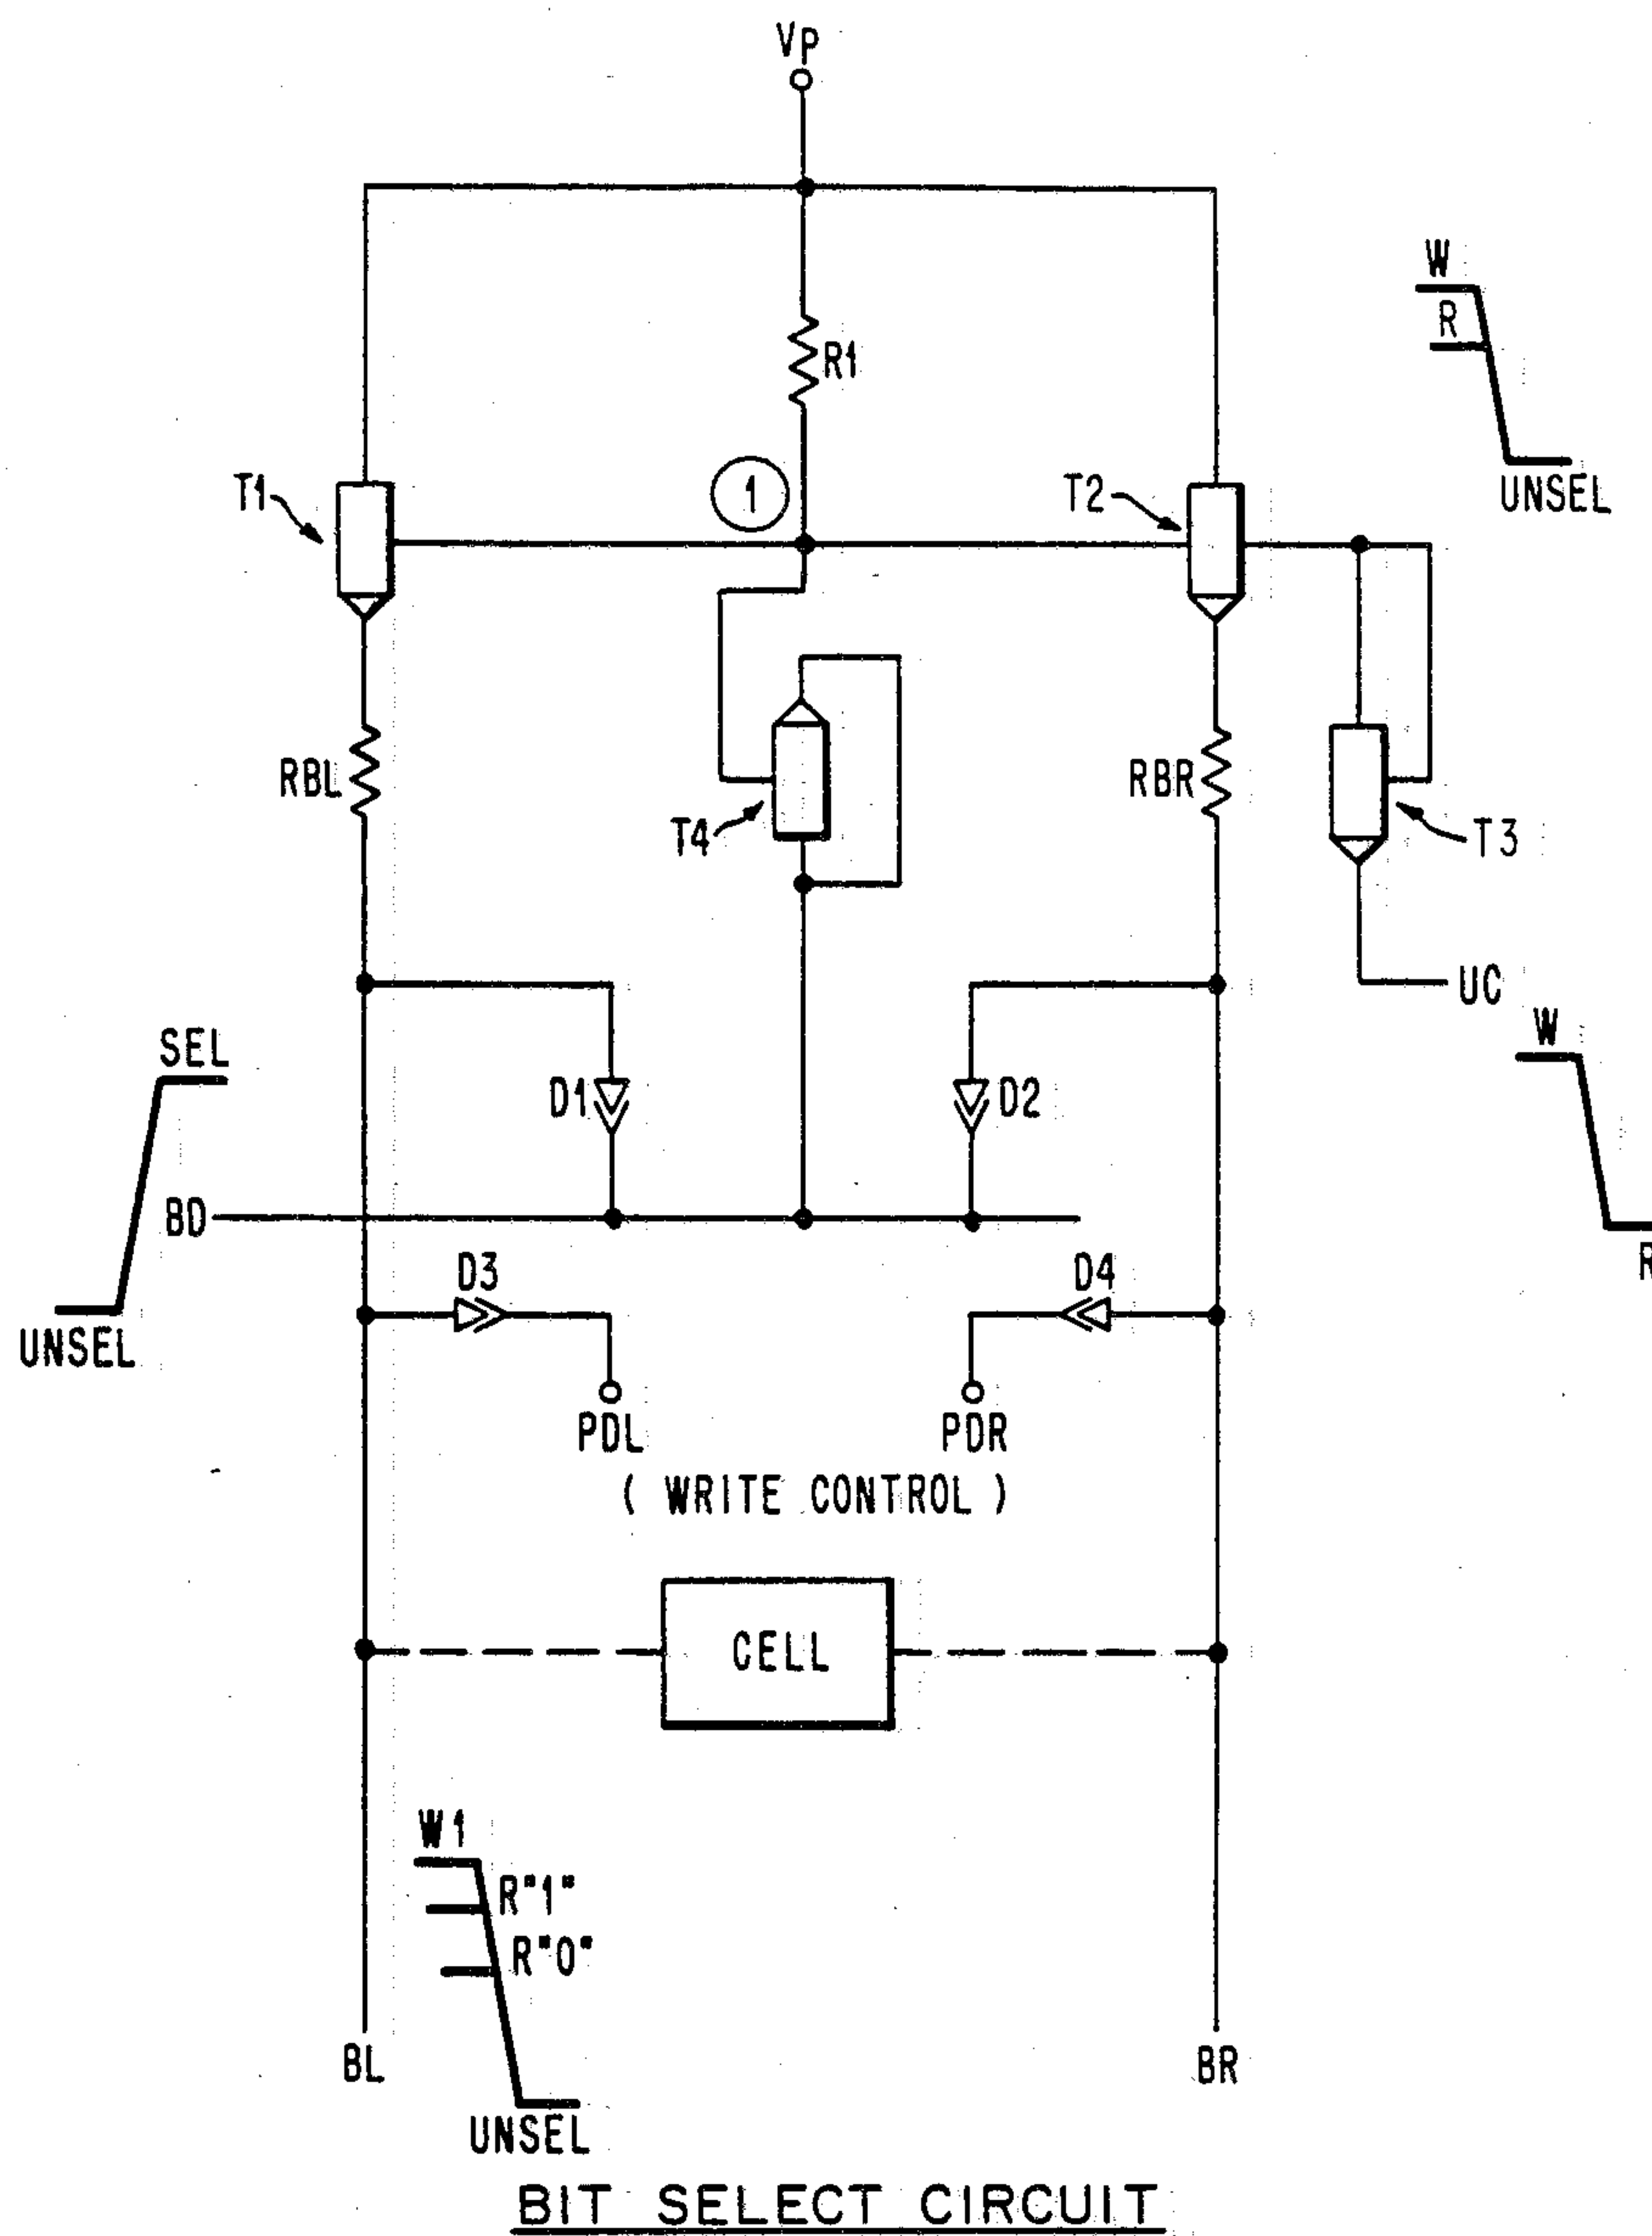 VP
W
R
R1
UNSEL
T1
1
T2
RBL
RBR
T4
T3
UC
W
SEL
D1
D2
BD
R
D3
D4
UNSEL
PDL
PDR
( WRITE CONTROL )
CELL
W1
R"1"
R"0"
BL
BR
UNSEL
BIT SELECT CIRCUIT